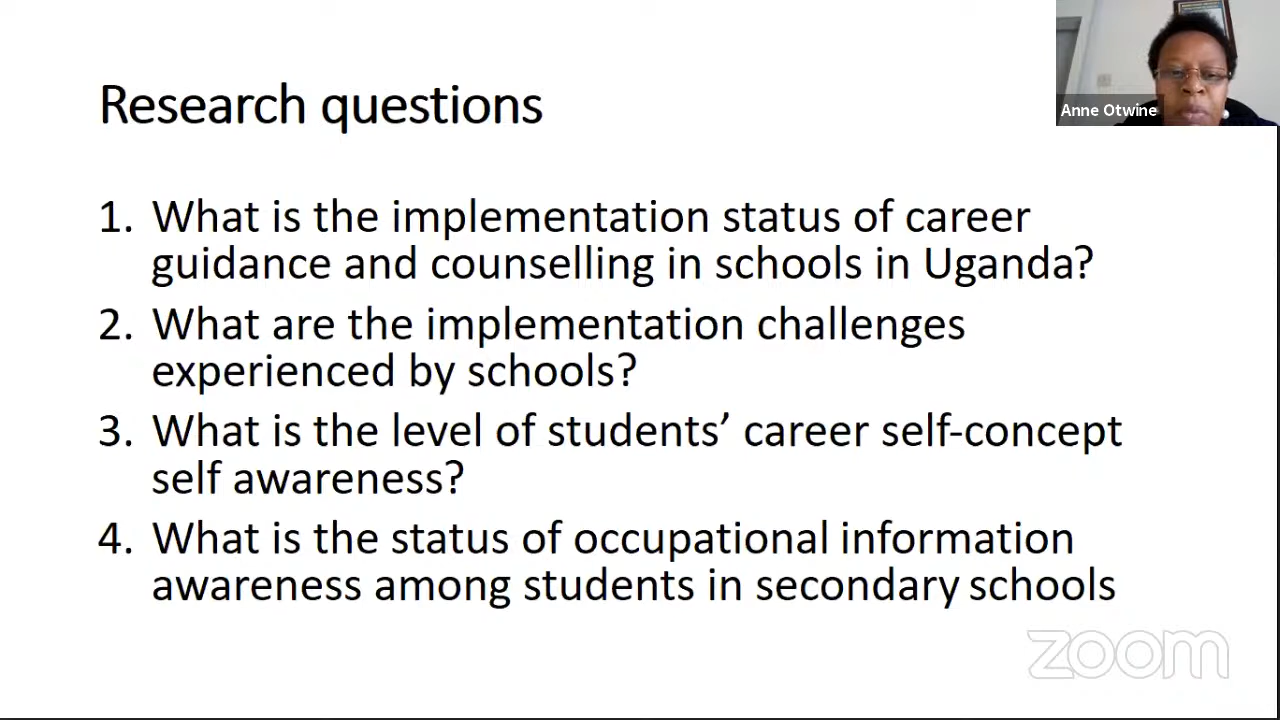 Research questions
Anne Otwine
1. What is the implementation status of career
guidance and counselling in schools in Uganda?
2. What are the implementation challenges
experienced by schools?
3. What is the level of students’ career self-concept
self awareness?
4. What is the status of occupational information
awareness among students in secondary schools
zoom